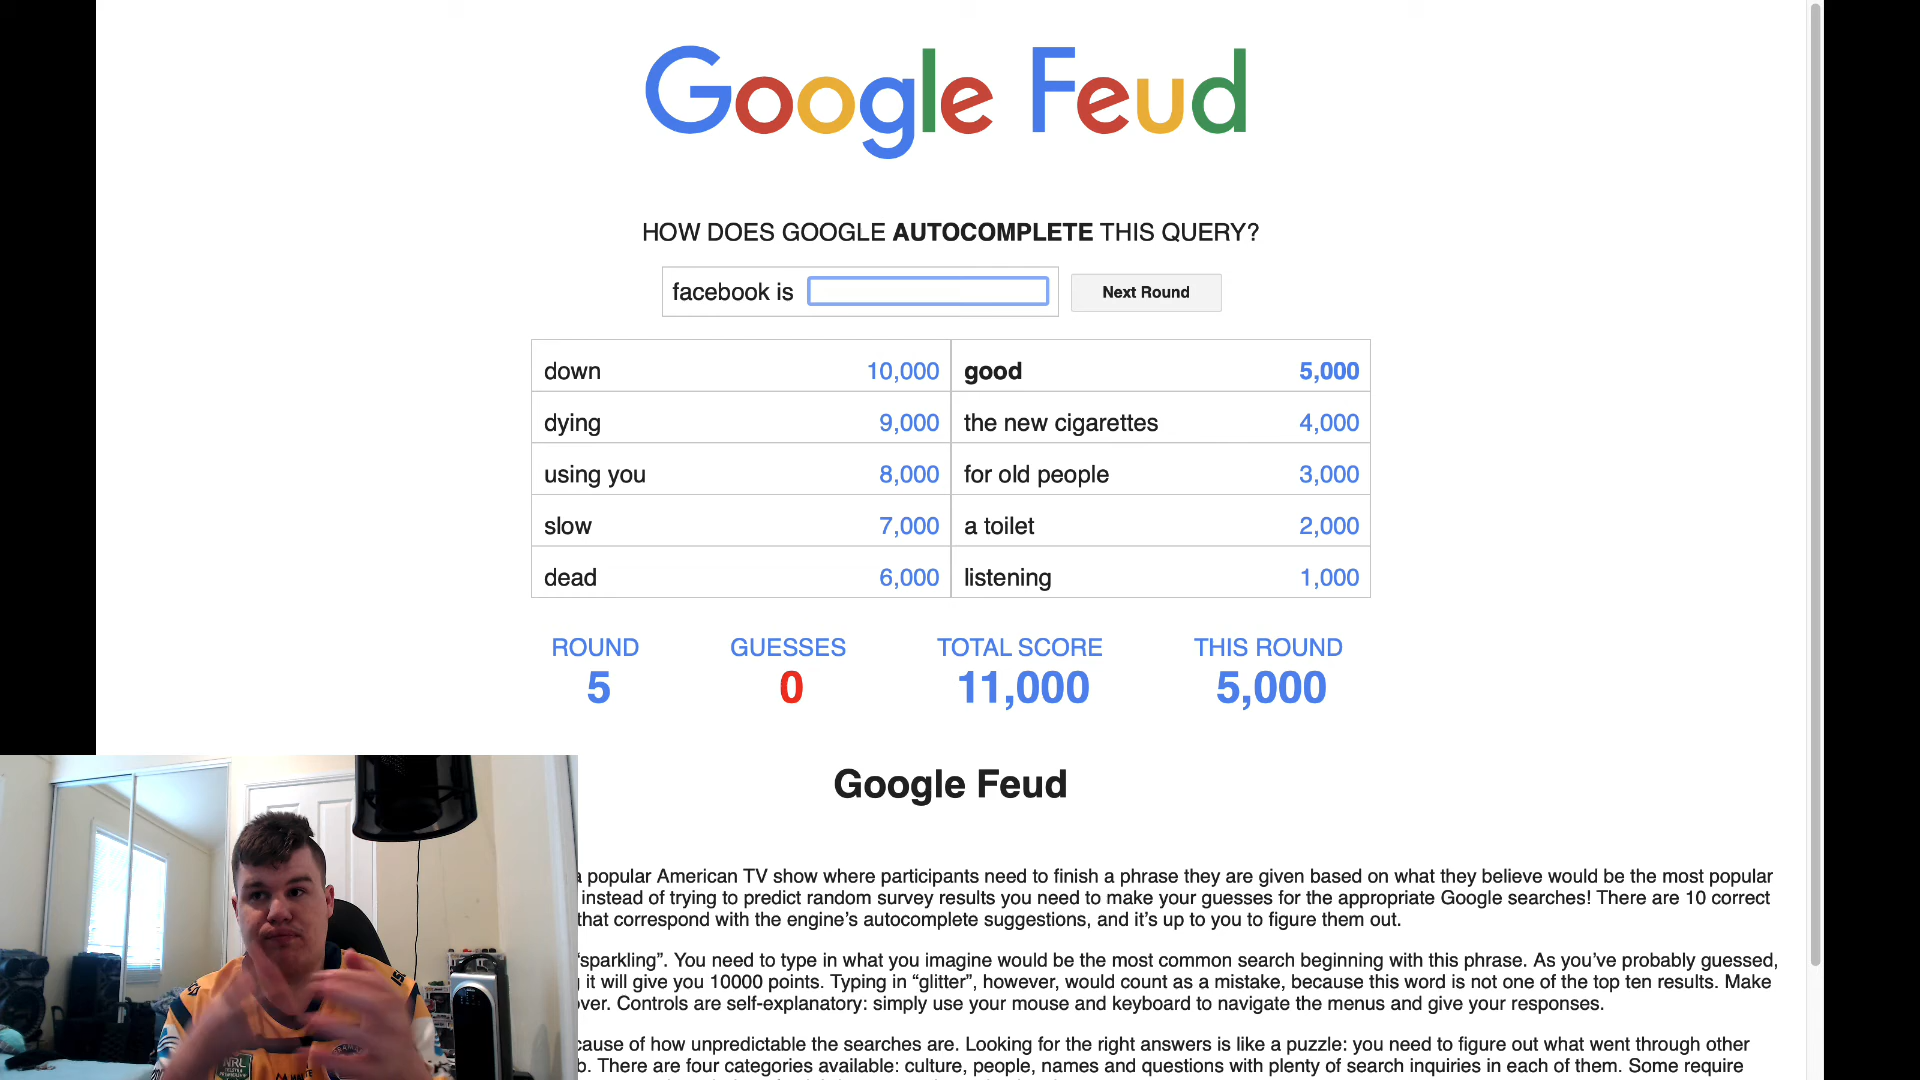 Google Feud
HOW DOES GOOGLE AUTOCOMPLETE THIS QUERY?
facebook is
Next Round
down 10,000 good 5,000
dying 9,000 the new cigarettes 4,000
using you 8,000 for old people 3,000
slow 7,000 a toilet 2,000
dead 6,000 listening 1,000
ROUND GUESSES TOTAL SCORE THIS ROUND
5 0 11,000 5,000
Google Feud
popular American TV show where participants need to finish a phrase they are given based on what they believe would be the most popular
instead of trying to predict random survey results you need to make your guesses for the appropriate Google searches! There are 10 correct
that correspond with the engine's autocomplete suggestions, and it's up to you to figure them out.
"sparkling". You need to type in what you imagine would be the most common search beginning with this phrase. As you've probably guessed,
it will give you 10000 points. Typing in "glitter", however, would count as a mistake, because this word is not one of the top ten results. Make
over. Controls are self-explanatory: simply use your mouse and keyboard to navigate the menus and give your responses.
cause of how unpredictable the searches are. Looking for the right answers is like a puzzle: you need to figure out what went through other
b. There are four categories available: culture, people, names and questions with plenty of search inquiries in each of them. Some require
NRL